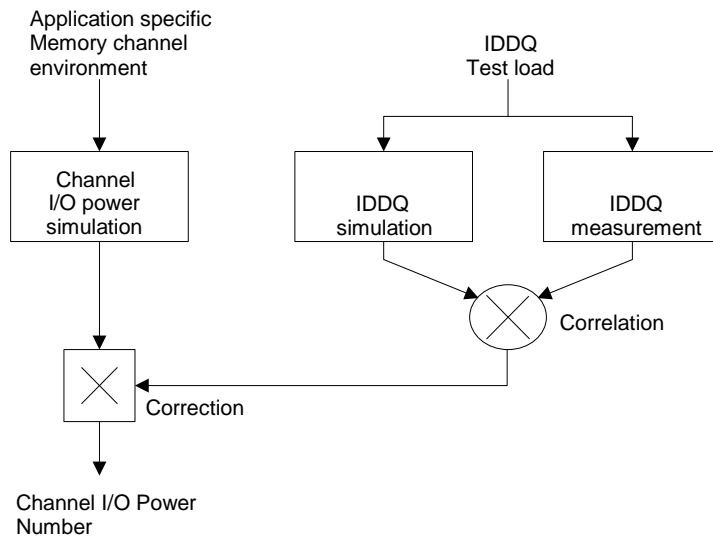 Application specific
Memory channel
environment
IDDQ
Test load
Channel
I/O power
simulation
IDDQ
simulation
IDDQ
measurement
Correlation
Correction
Channel I/O Power
Number